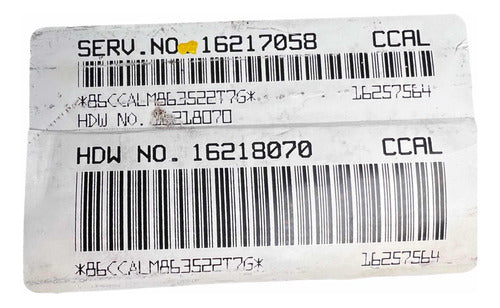 SERV.NO. 16217058 CCAL
*86CCALM863522T7G* 16257564
HDW NO. 16218070
HDW NO. 16218070 CCAL
*86CCALM863522T7G* 16257564